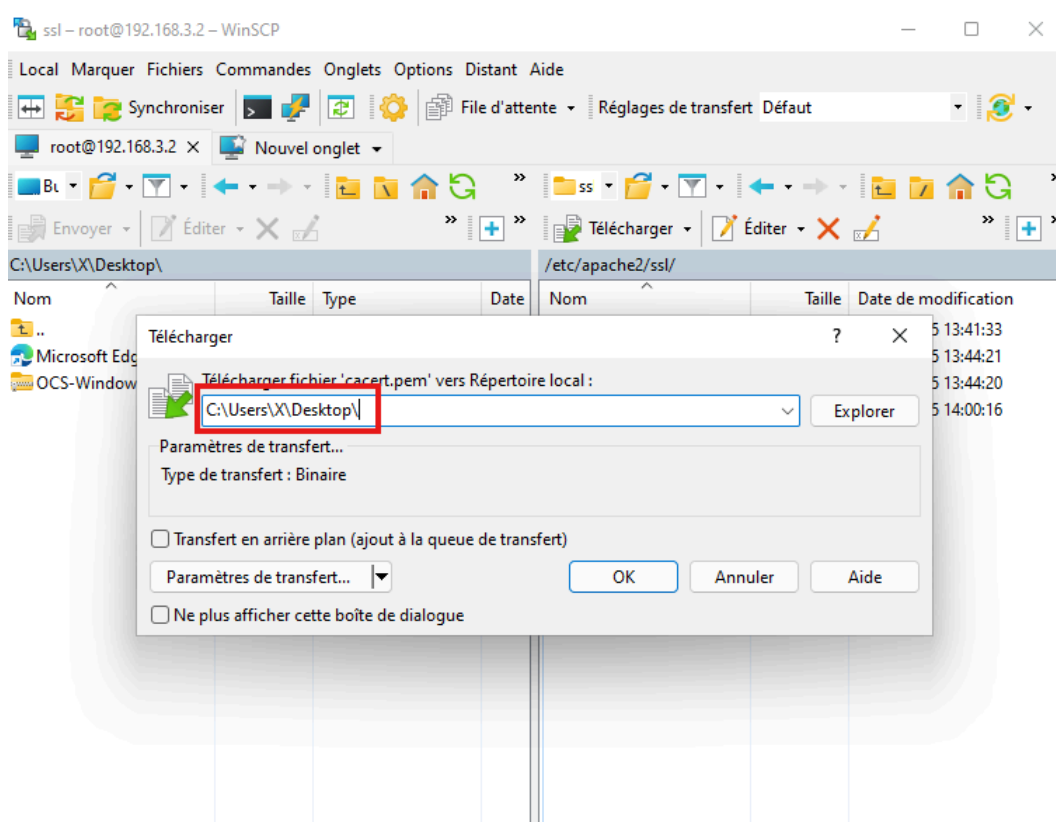 ssl – root@192.168.3.2 – WinSCP
Local Marquer Fichiers Commandes Onglets Options Distant Aide
Synchroniser File d'attente Réglages de transfert Défaut
root@192.168.3.2 Nouvel onglet
ss
Envoyer Éditer » Télécharger Éditer »
C:\Users\X\Desktop\ /etc/apache2/ssl/
Nom Taille Type Date Nom Taille Date de modification
..
Microsoft Edg
OCS-Window
13:41:33
13:44:21
13:44:20
14:00:16
Télécharger ?
Télécharger fichier 'cacert.pem' vers Répertoire local :
C:\Users\X\Desktop\ Explorer
Paramètres de transfert...
Type de transfert : Binaire
Transfert en arrière plan (ajout à la queue de transfert)
Paramètres de transfert... OK Annuler Aide
Ne plus afficher cette boîte de dialogue